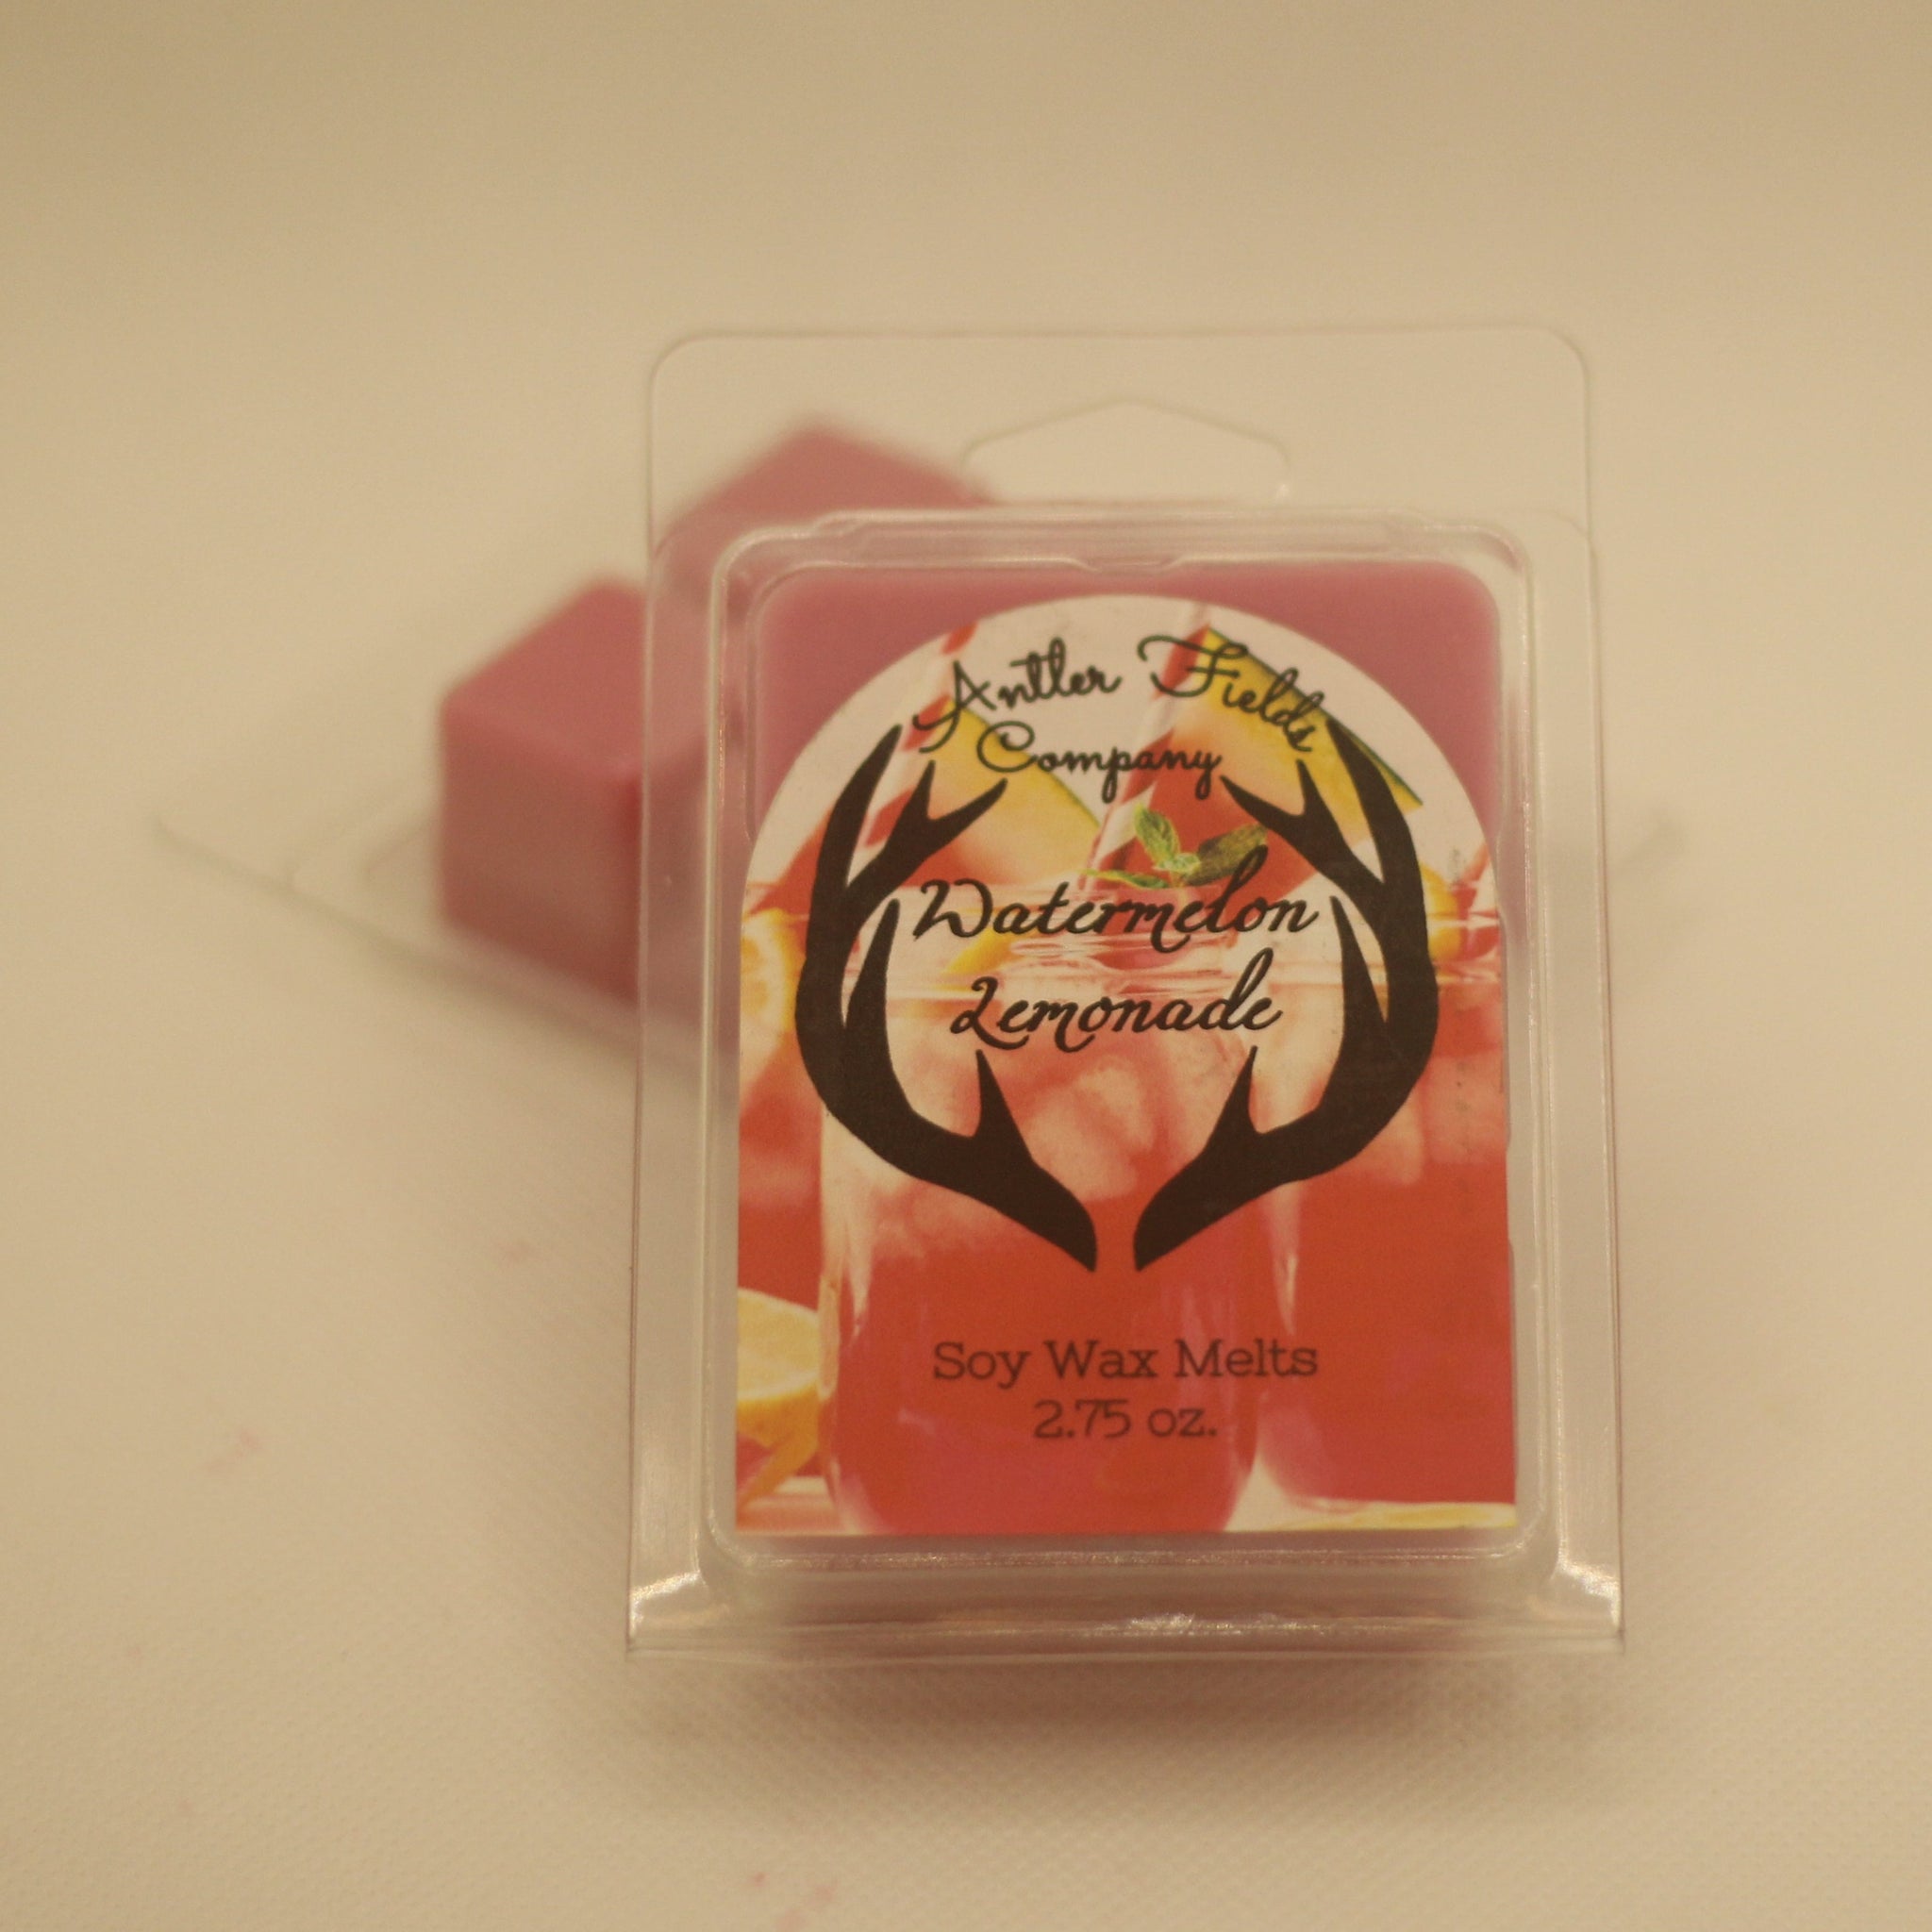 Antler Fields
Company
Watermelon
Lemonade
Soy Wax Melts
2.75 oz.